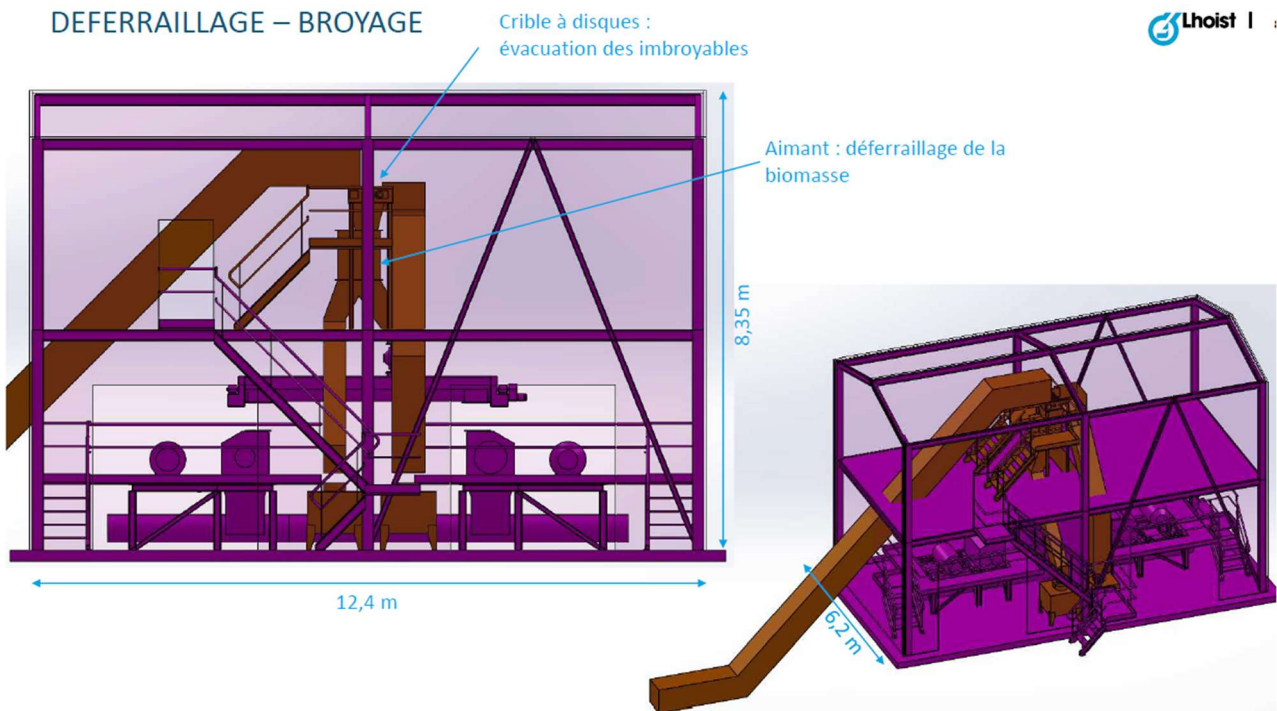 DEFERRAILLAGE – BROYAGE
Crible à disques :
évacuation des imbroyables
Lhoist |
Aimant : déferraillage de la
biomasse
8,35 m
12,4 m
6,2 m